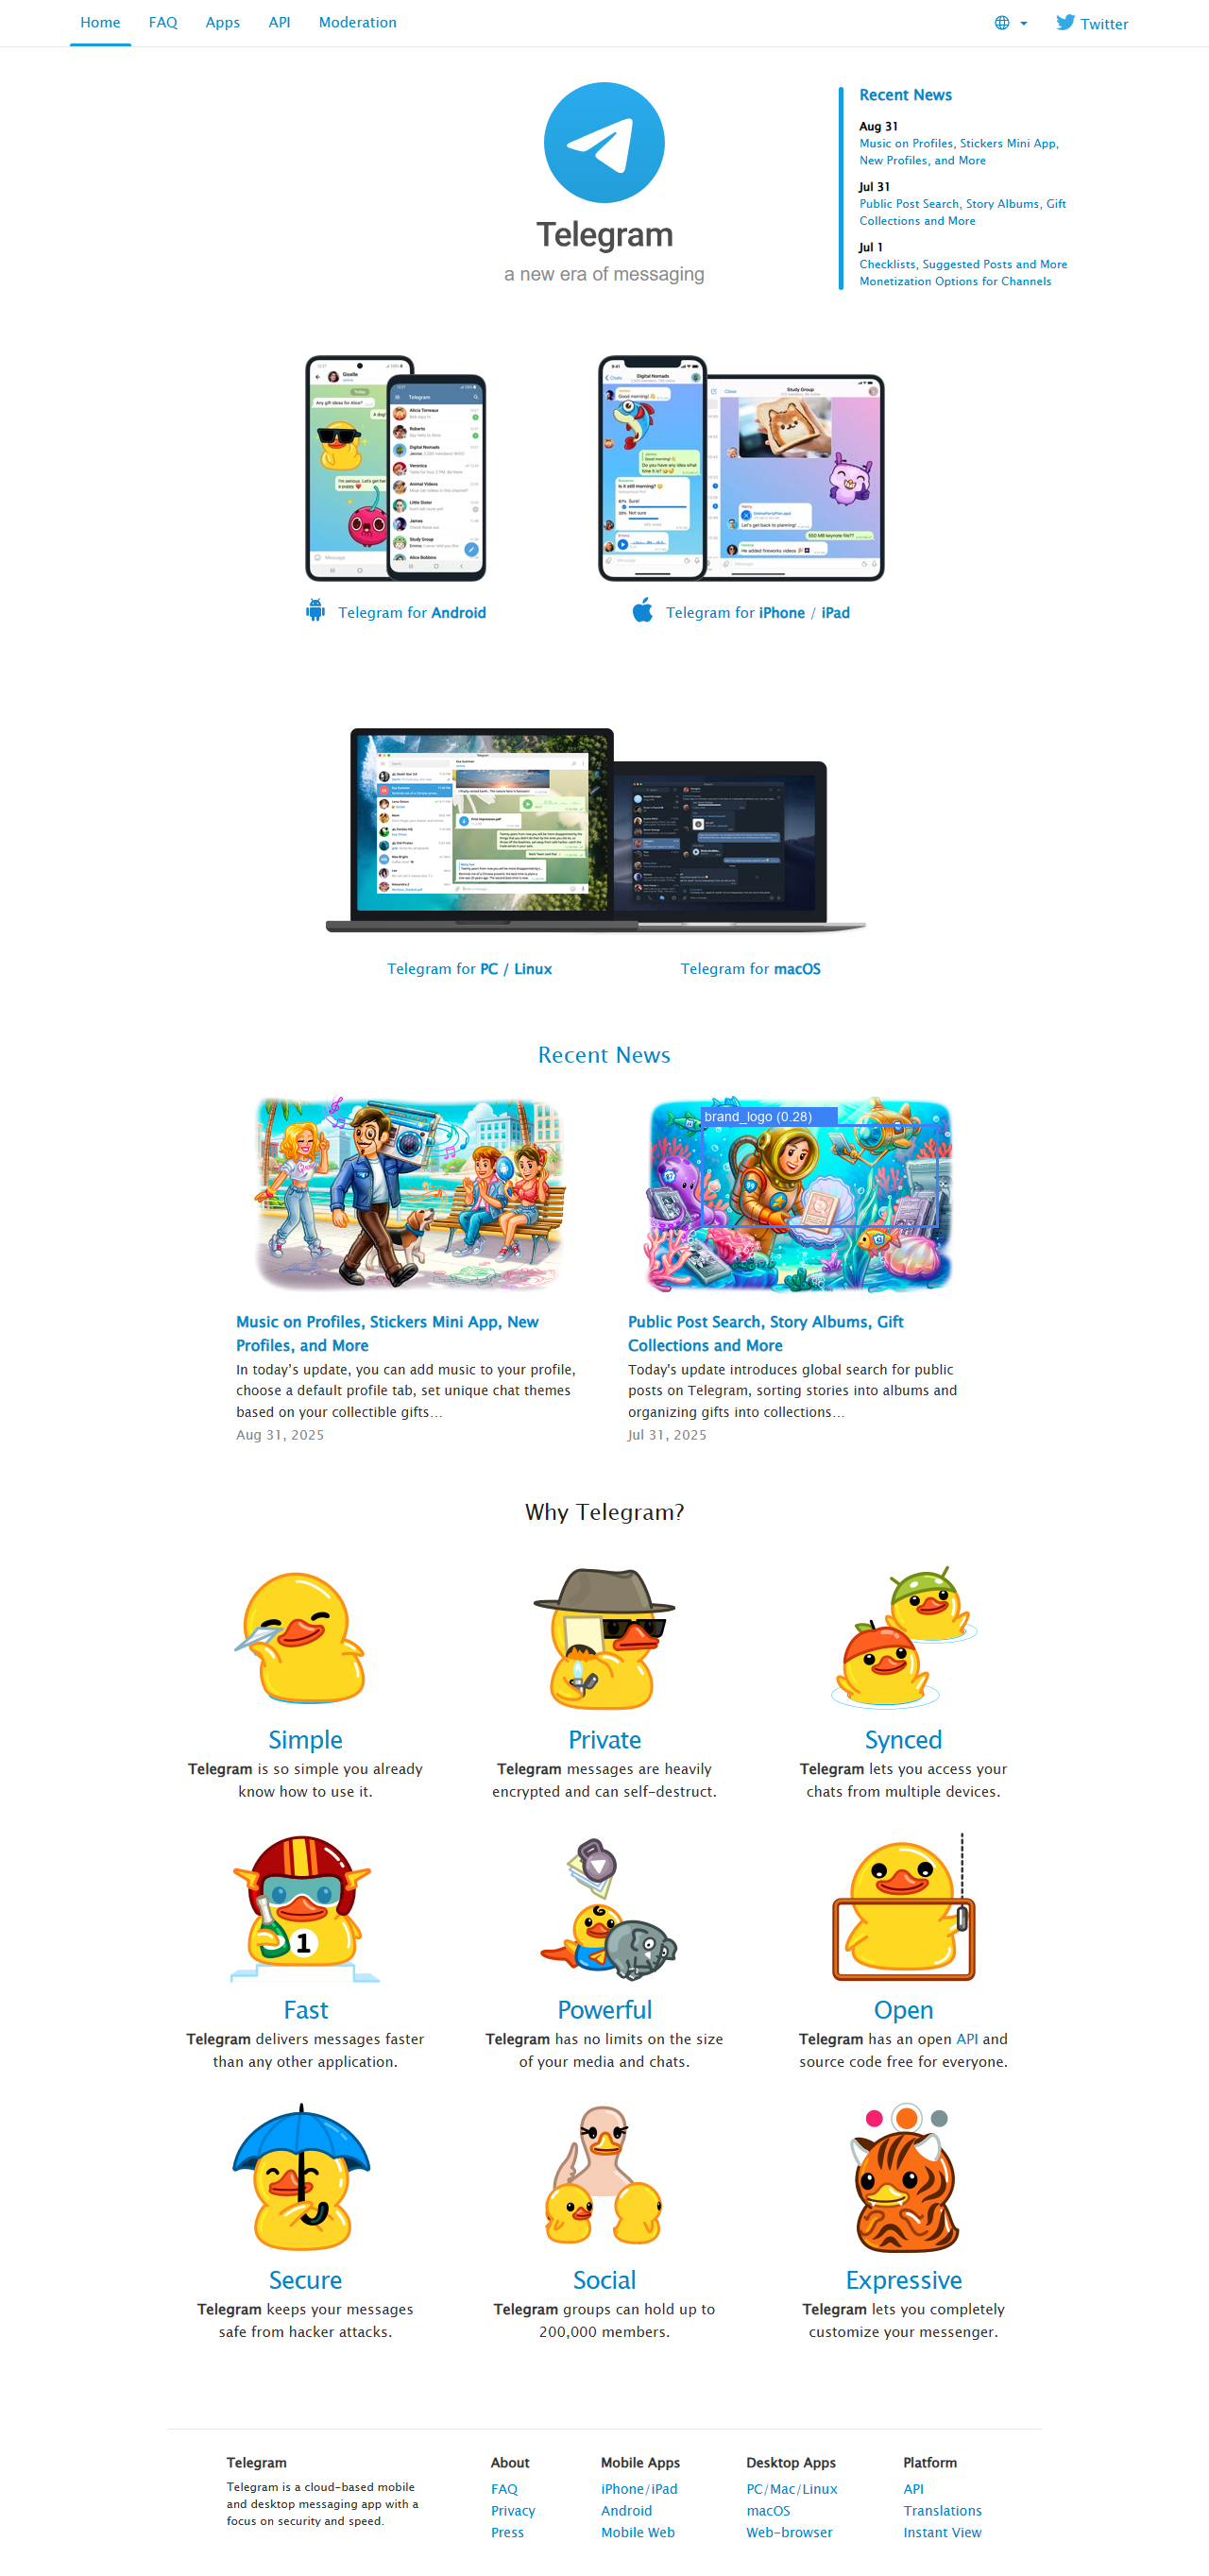 Home FAQ Apps API Moderation
Twitter
Recent News
Aug 31
Music on Profiles, Stickers Mini App,
New Profiles, and More
Jul 31
Public Post Search, Story Albums, Gift
Collections and More
Jul 1
Checklists, Suggested Posts and More
Monetization Options for Channels
Telegram
a new era of messaging
Telegram for Android
Telegram for iPhone / iPad
Telegram for PC / Linux
Telegram for macOS
Recent News
brand_logo (0.28)
Music on Profiles, Stickers Mini App, New
Profiles, and More
In today’s update, you can add music to your profile,
choose a default profile tab, set unique chat themes
based on your collectible gifts…
Aug 31, 2025
Public Post Search, Story Albums, Gift
Collections and More
Today's update introduces global search for public
posts on Telegram, sorting stories into albums and
organizing gifts into collections…
Jul 31, 2025
Why Telegram?
Simple
Telegram is so simple you already
know how to use it.
Private
Telegram messages are heavily
encrypted and can self-destruct.
Synced
Telegram lets you access your
chats from multiple devices.
1
Fast
Telegram delivers messages faster
than any other application.
Powerful
Telegram has no limits on the size
of your media and chats.
Open
Telegram has an open API and
source code free for everyone.
Secure
Telegram keeps your messages
safe from hacker attacks.
Social
Telegram groups can hold up to
200,000 members.
Expressive
Telegram lets you completely
customize your messenger.
Telegram
Telegram is a cloud-based mobile
and desktop messaging app with a
focus on security and speed.
About
FAQ
Privacy
Press
Mobile Apps
iPhone/iPad
Android
Mobile Web
Desktop Apps
PC/Mac/Linux
macOS
Web-browser
Platform
API
Translations
Instant View